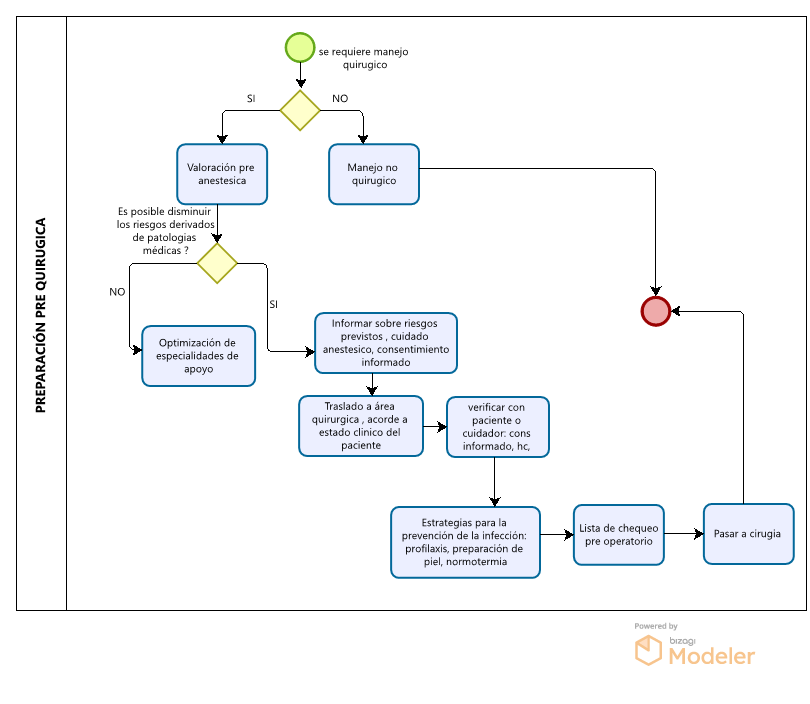 PREPARACIÓN PRE QUIRUGICA
se requiere manejo
quirugico
SI
NO
Valoración pre
anestesica
Manejo no
quirugico
Es posible disminuir
los riesgos derivados
de patologias
médicas ?
NO
SI
Optimización de
especialidades de
apoyo
Informar sobre riesgos
previstos , cuidado
anestesico, consentimiento
informado
Traslado a área
quirurgica , acorde a
estado clinico del
paciente
verificar con
paciente o
cuidador: cons
informado, hc,
Estrategias para la
prevención de la infección:
profilaxis, preparación de
piel, normotermia
Lista de chequeo
pre operatorio
Pasar a cirugia
Powered by
bizagi
Modeler